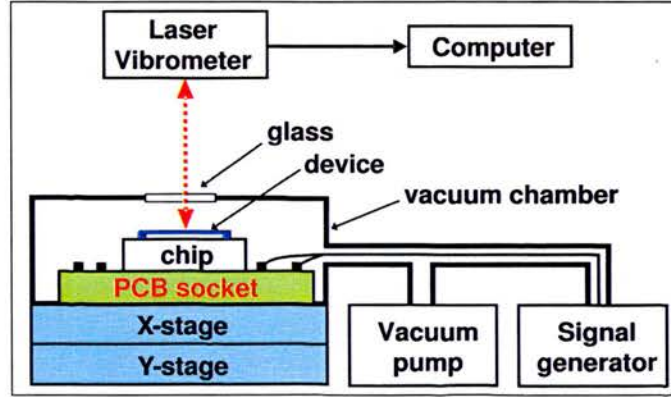 Laser
Vibrometer
Computer
glass
device
vacuum chamber
chip
PCB socket
X-stage
Y-stage
Vacuum
pump
Signal
generator